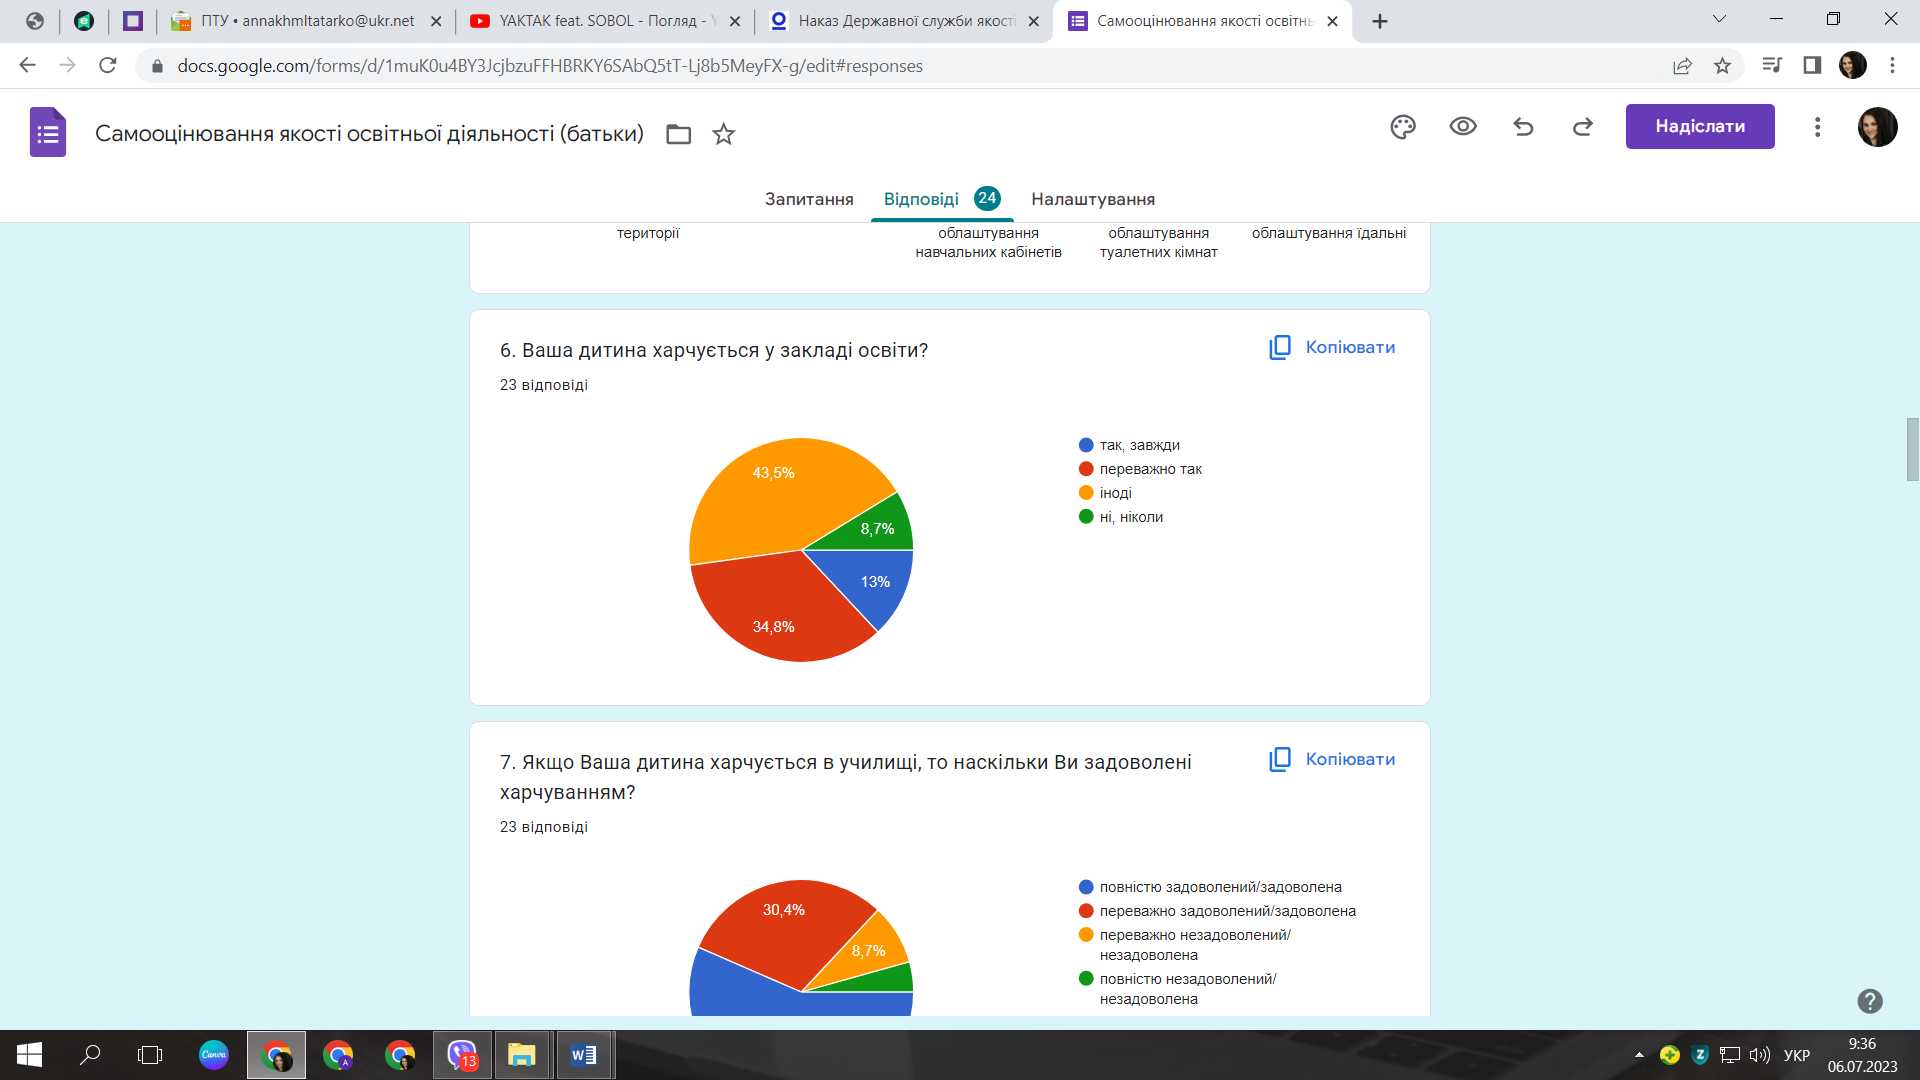 ПТУ • annakhmltatarko@ukr.net
YAKTAK feat. SOBOL - Погляд - Y
Наказ Державної служби якості
Самооцінювання якості освітнь
docs.google.com/forms/d/1muK0u4BY3JcjbzuFFHBRKY6SAbQ5tT-Lj8b5MeyFX-g/edit#responses
Самооцінювання якості освітньої діяльності (батьки)
Надіслати
Запитання
Відповіді 24
Налаштування
території
облаштування
навчальних кабінетів
облаштування
туалетних кімнат
облаштування їдальні
6. Ваша дитина харчується у закладі освіти?
Копіювати
23 відповіді
43,5%
8,7%
13%
34,8%
так, завжди
переважно так
іноді
ні, ніколи
7. Якщо Ваша дитина харчується в училищі, то наскільки Ви задоволені
харчуванням?
Копіювати
23 відповіді
30,4%
8,7%
повністю задоволений/задоволена
переважно задоволений/задоволена
переважно незадоволений/
незадоволена
повністю незадоволений/
незадоволена
Canva
A
13
W
Z
УКР
9:36
06.07.2023